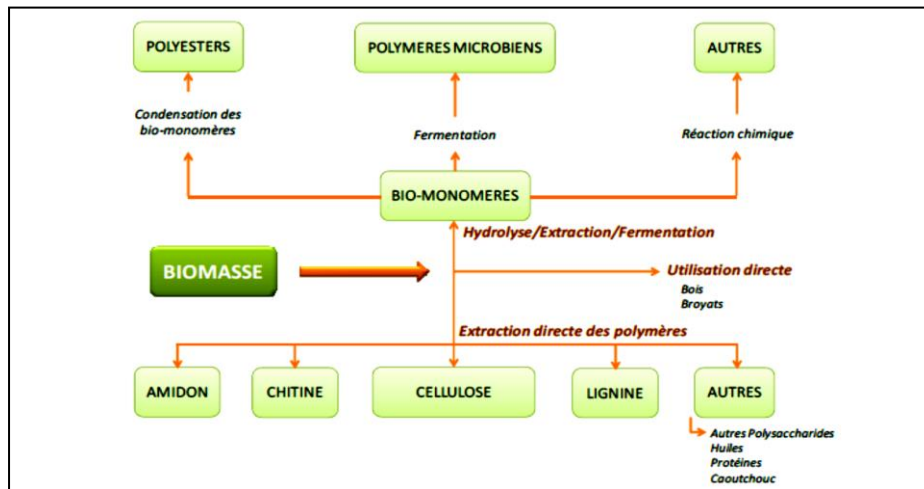 POLYESTERS
POLYMERES MICROBIENS
AUTRES
Condensation des
bio-monomères
Fermentation
Réaction chimique
BIO-MONOMERES
Hydrolyse/Extraction/Fermentation
BIOMASSE
Utilisation directe
Bois
Broyats
Extraction directe des polymères
AMIDON
CHITINE
CELLULOSE
LIGNINE
AUTRES
Autres Polysaccharides
Huiles
Protéines
Caoutchouc